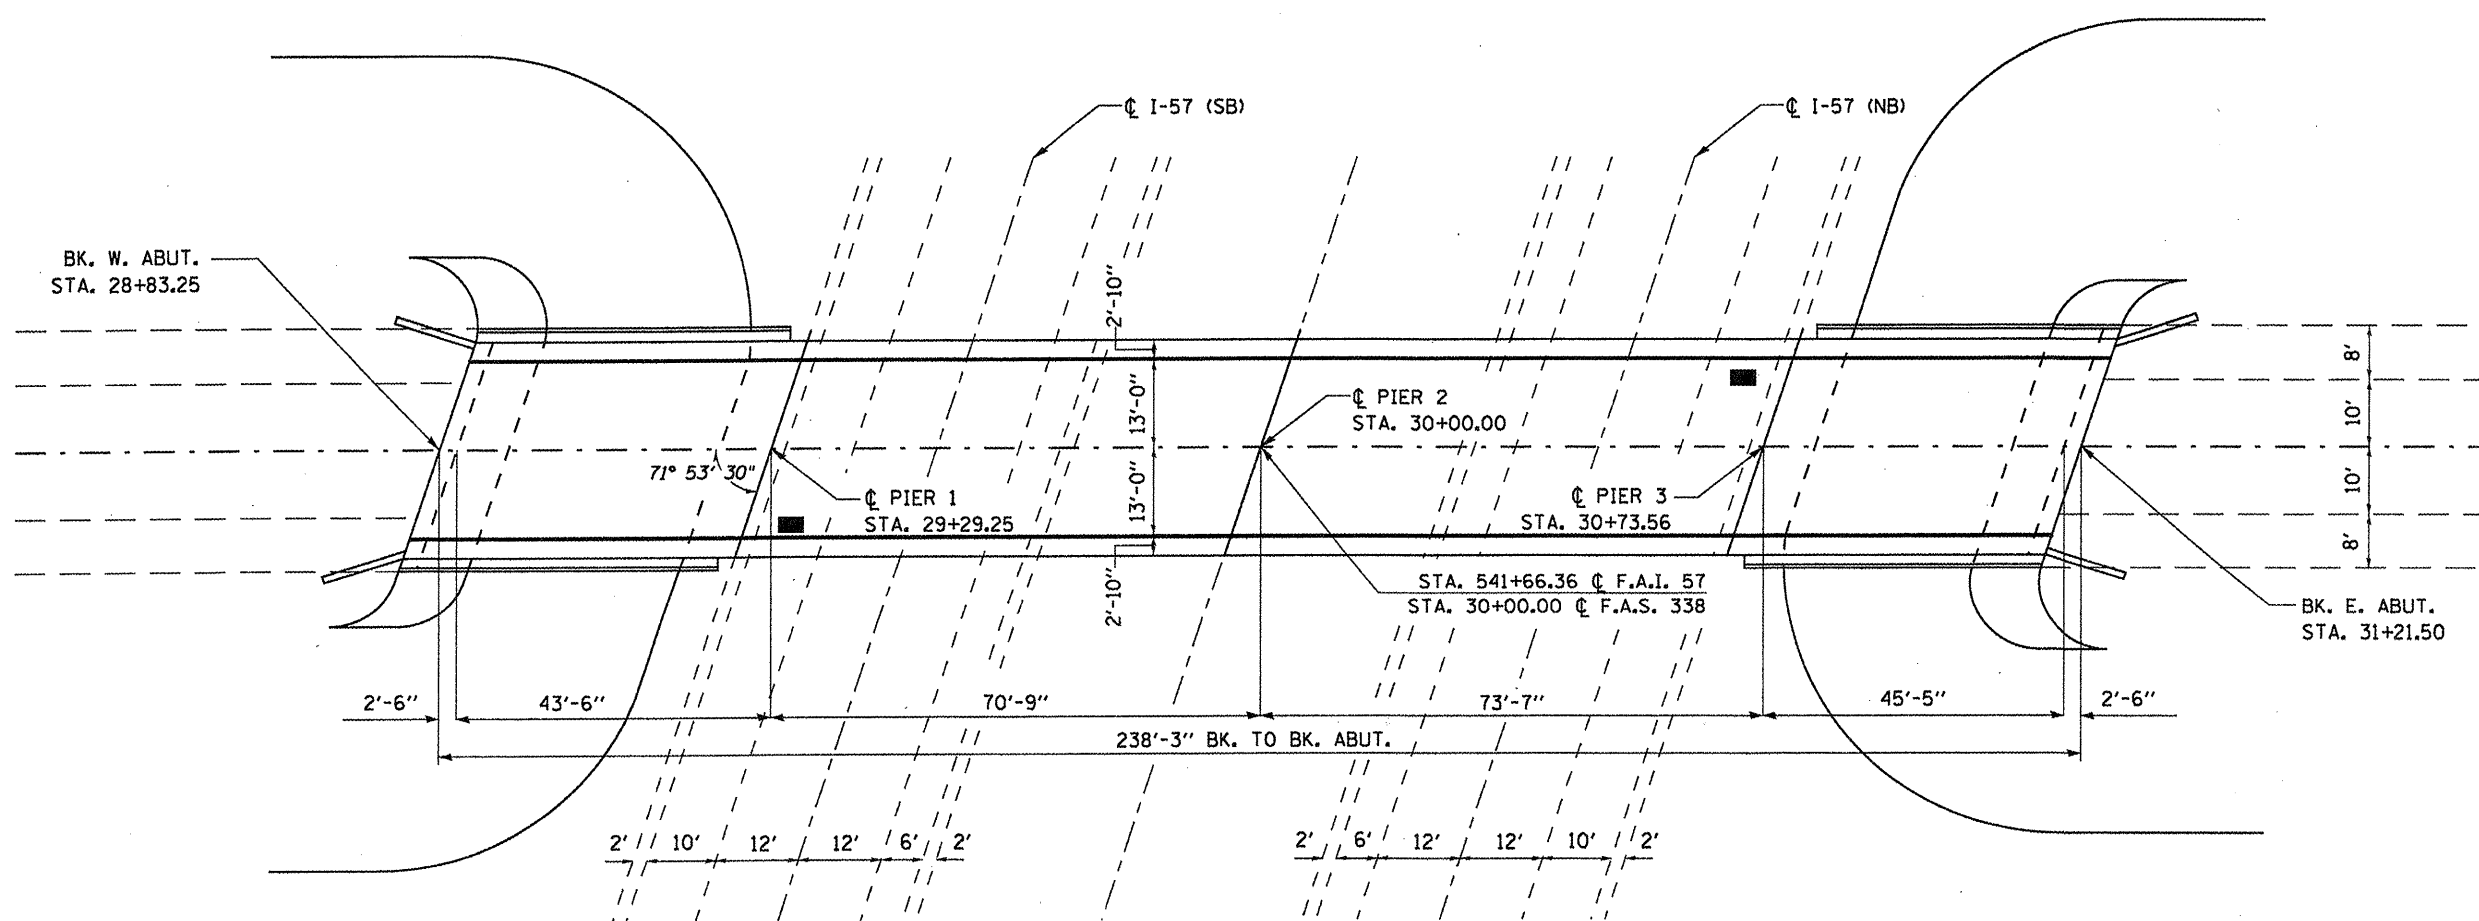 ℄ I-57 (SB)
℄ I-57 (NB)
BK. W. ABUT.
STA. 28+83.25
2'-10"
13'-0"
13'-0"
2'-10"
℄ PIER 2
STA. 30+00.00
71° 53' 30"
℄ PIER 1
STA. 29+29.25
℄ PIER 3
STA. 30+73.56
8'
10'
10'
8'
STA. 541+66.36 ℄ F.A.I. 57
STA. 30+00.00 ℄ F.A.S. 338
BK. E. ABUT.
STA. 31+21.50
2'-6"
43'-6"
70'-9"
73'-7"
45'-5"
2'-6"
238'-3" BK. TO BK. ABUT.
2'
10'
12'
12'
6'
2'
2'
6'
12'
12'
10'
2'